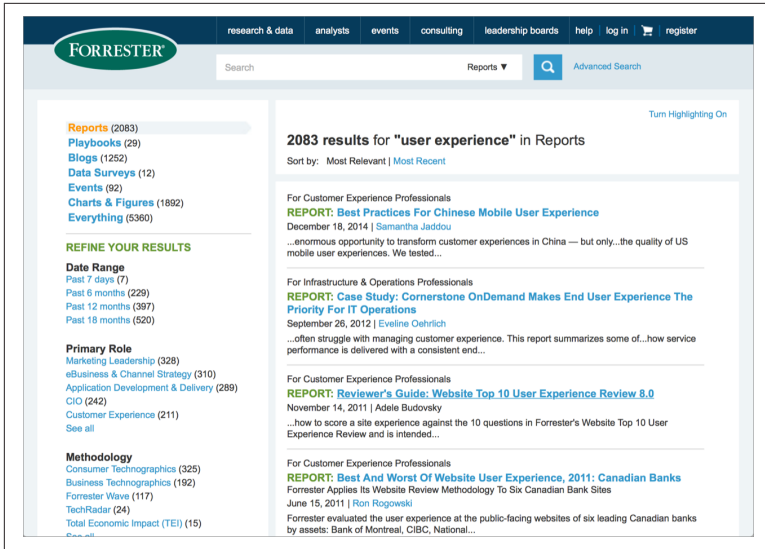 research & data
analysts
events
consulting
leadership boards
help
log in
register
FORRESTER®
Search
Reports ▼
Advanced Search
Reports (2083)
Playbooks (29)
Blogs (1252)
Data Surveys (12)
Events (92)
Charts & Figures (1892)
Everything (5360)
REFINE YOUR RESULTS
Date Range
Past 7 days (7)
Past 6 months (229)
Past 12 months (397)
Past 18 months (520)
Primary Role
Marketing Leadership (328)
eBusiness & Channel Strategy (310)
Application Development & Delivery (289)
CIO (242)
Customer Experience (211)
See all
Methodology
Consumer Technographics (325)
Business Technographics (192)
Forrester Wave (117)
TechRadar (24)
Total Economic Impact (TEI) (15)
See all
Turn Highlighting On
2083 results for "user experience" in Reports
Sort by: Most Relevant | Most Recent
For Customer Experience Professionals
REPORT: Best Practices For Chinese Mobile User Experience
December 18, 2014 | Samantha Jaddou
...enormous opportunity to transform customer experiences in China — but only...the quality of US
mobile user experiences. We tested...
For Infrastructure & Operations Professionals
REPORT: Case Study: Cornerstone OnDemand Makes End User Experience The
Priority For IT Operations
September 26, 2012 | Eveline Oehrlich
...often struggle with managing customer experience. This report summarizes some of...how service
performance is delivered with a consistent end...
For Customer Experience Professionals
REPORT: Reviewer's Guide: Website Top 10 User Experience Review 8.0
November 14, 2011 | Adele Budovsky
...how to score a site experience against the 10 questions in Forrester's Website Top 10 User
Experience Review and is intended...
For Customer Experience Professionals
REPORT: Best And Worst Of Website User Experience, 2011: Canadian Banks
Forrester Applies Its Website Review Methodology To Six Canadian Bank Sites
June 15, 2011 | Ron Rogowski
Forrester evaluated the user experience at the public-facing websites of six leading Canadian banks
by assets: Bank of Montreal, CIBC, National...